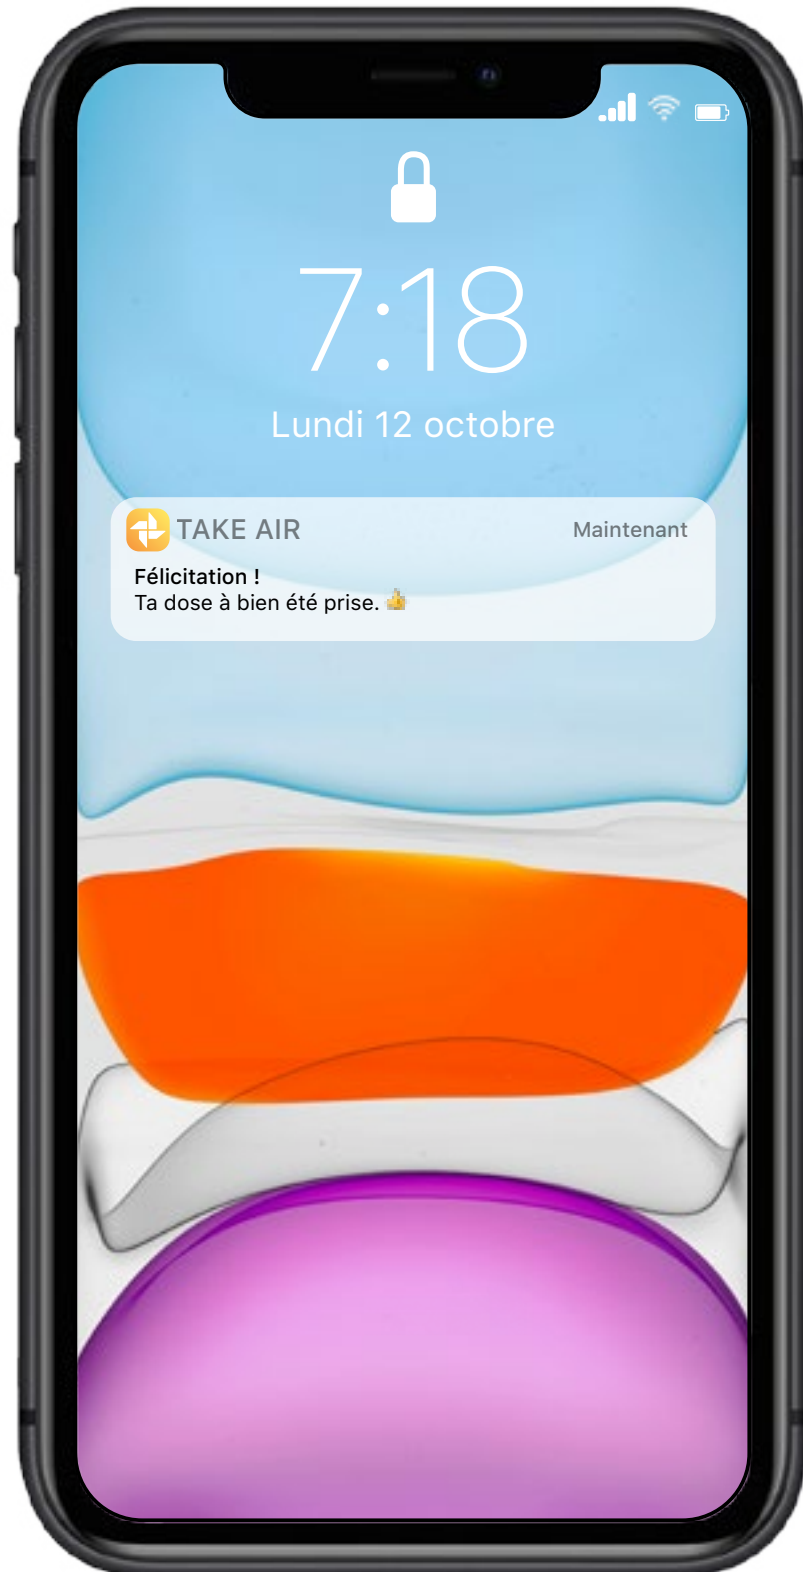 7:18
Lundi 12 octobre
TAKE AIR Maintenant
Félicitation !
Ta dose à bien été prise. 👍